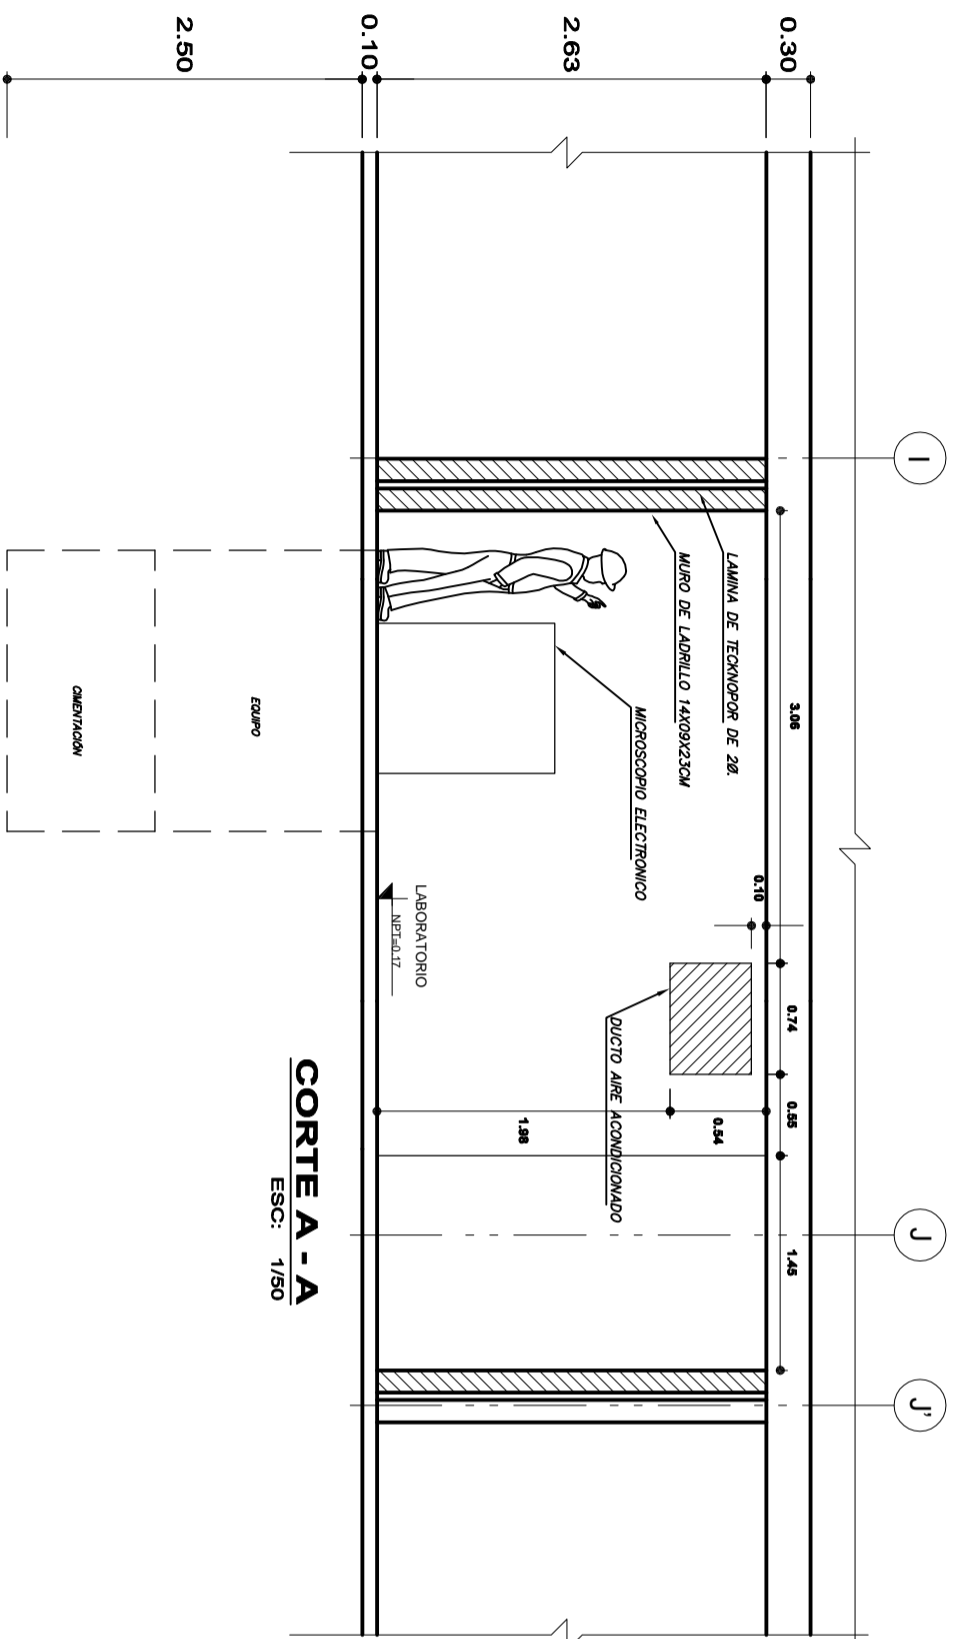 I
J
J'
0.30
2.63
0.10
2.50
3.06
0.74
0.55
1.45
0.10
0.54
1.98
LAMINA DE TECKNOPOR DE 2Ø.
MURO DE LADRILLO 14X09X23CM
MICROSCOPIO ELECTRONICO
DUCTO AIRE ACONDICIONADO
LABORATORIO
NPT=0.17
EQUIPO
CIMENTACIÓN
CORTE A - A
ESC: 1/50